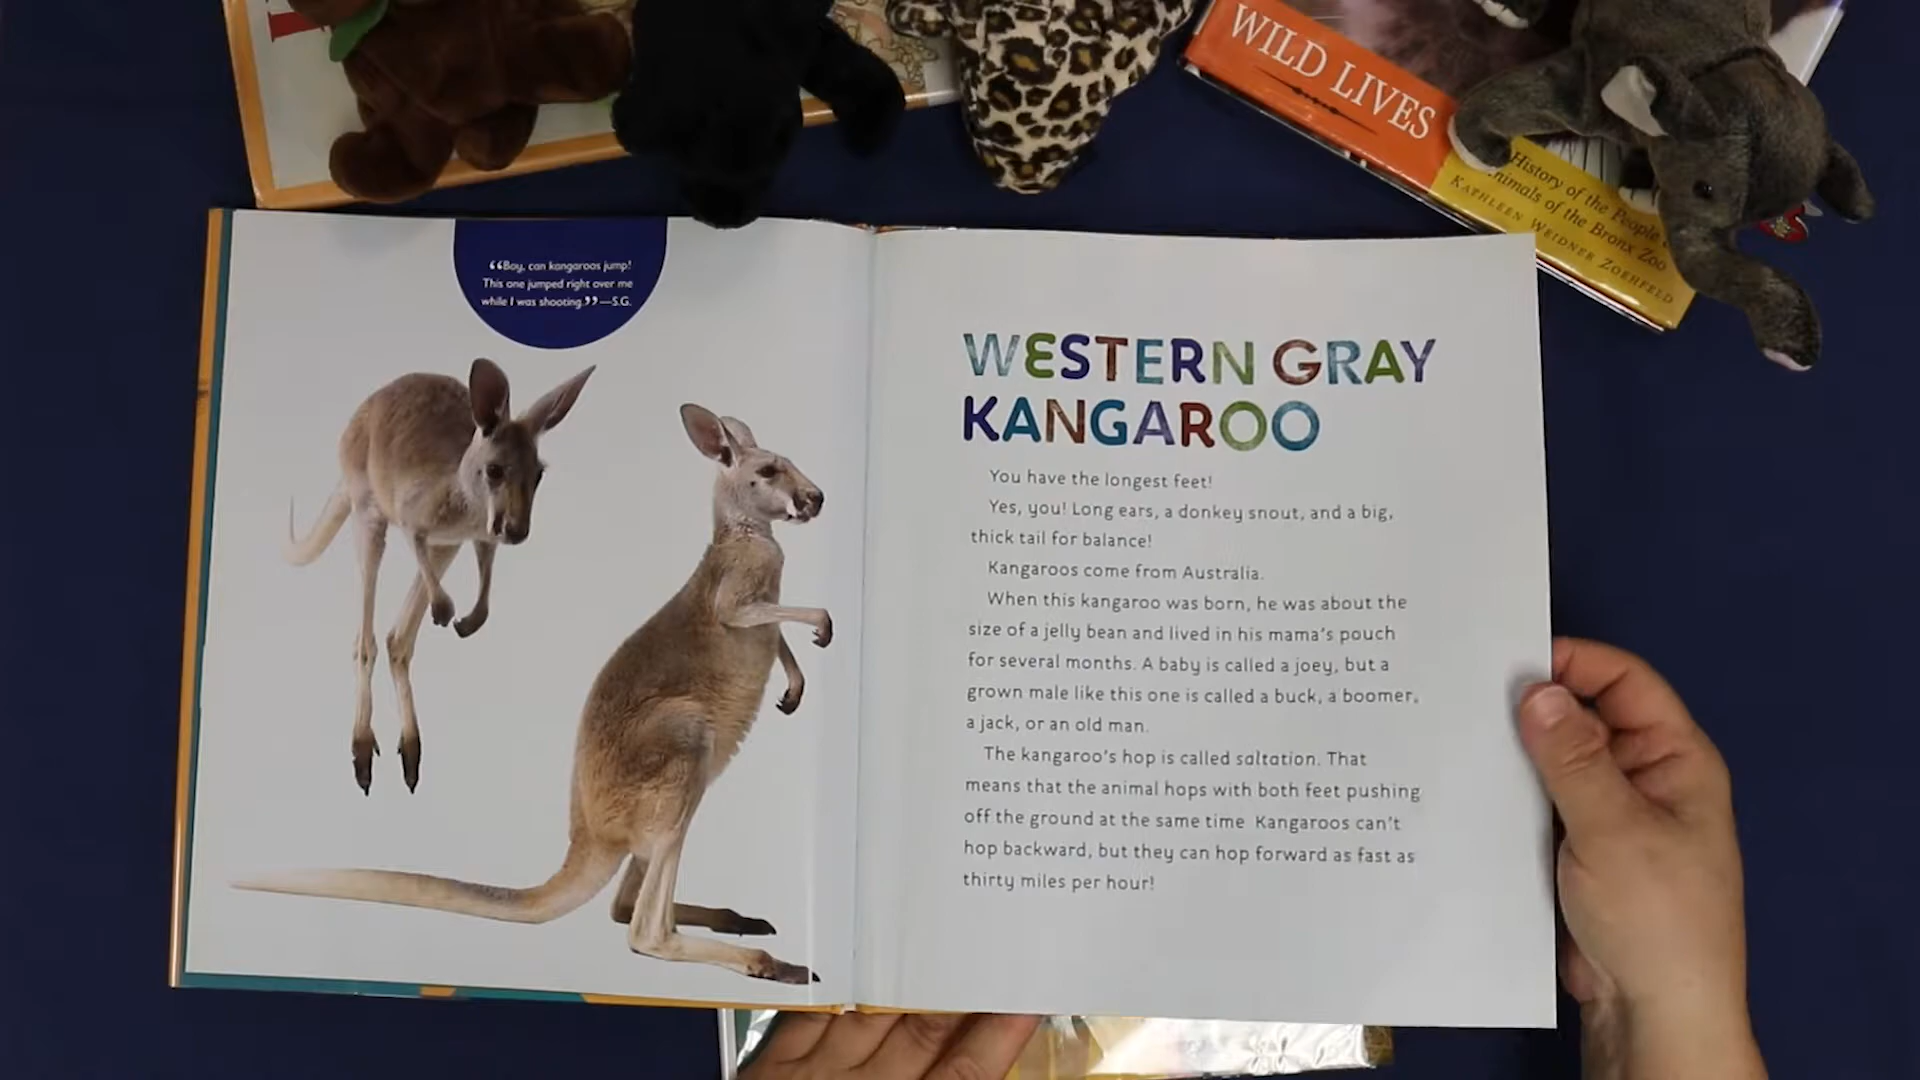 WILD LIVES
History of the People
nimals of the Bronx Zoo
KATHLEEN WEIDNER ZOEHFELD
“Boy, can kangaroos jump!
This one jumped right over me
while I was shooting.” —S.G.
WESTERN GRAY
KANGAROO
You have the longest feet!
Yes, you! Long ears, a donkey snout, and a big,
thick tail for balance!
Kangaroos come from Australia.
When this kangaroo was born, he was about the
size of a jelly bean and lived in his mama's pouch
for several months. A baby is called a joey, but a
grown male like this one is called a buck, a boomer,
a jack, or an old man.
The kangaroo's hop is called saltation. That
means that the animal hops with both feet pushing
off the ground at the same time Kangaroos can't
hop backward, but they can hop forward as fast as
thirty miles per hour!